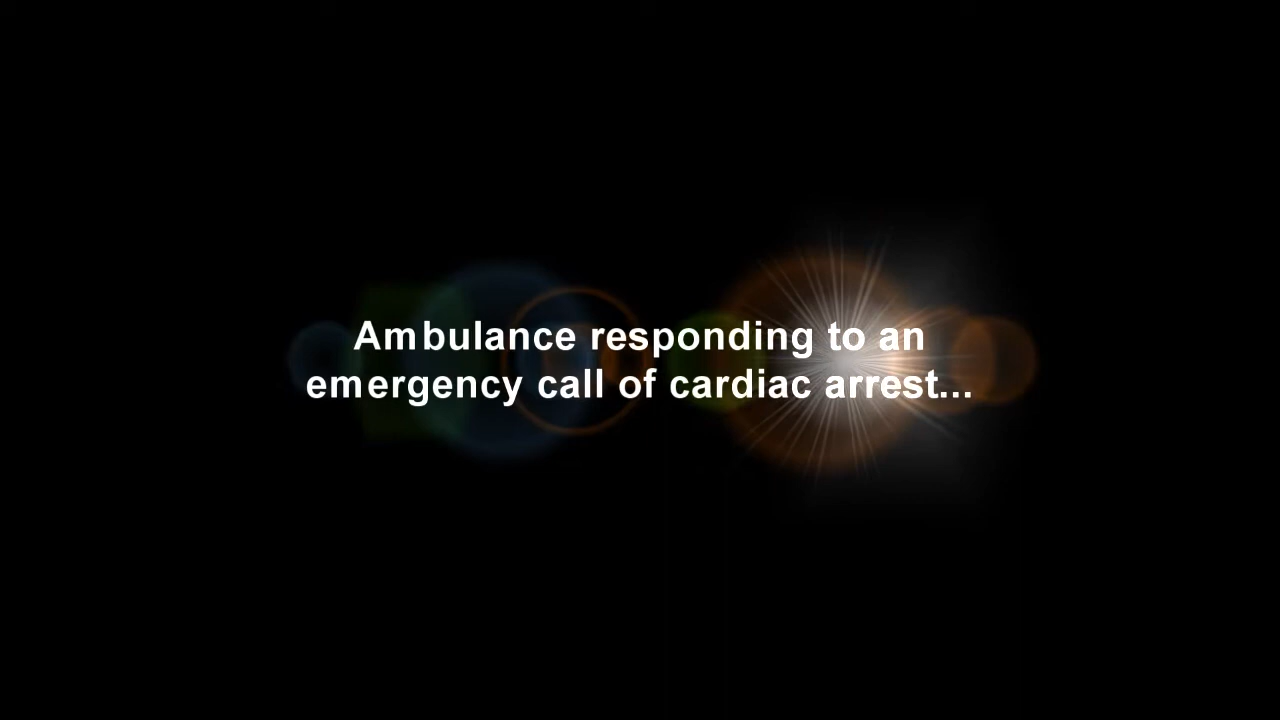 Ambulance responding to an
emergency call of cardiac arrest...